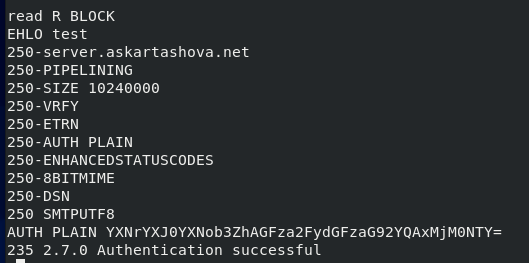 read R BLOCK
EHLO test
250-server.askartashova.net
250-PIPELINING
250-SIZE 10240000
250-VRFY
250-ETRN
250-AUTH PLAIN
250-ENHANCEDSTATUSCODES
250-8BITMIME
250-DSN
250 SMTPUTF8
AUTH PLAIN YXNrYXJ0YXNob3ZhAGFza2FydGFzaG92YQAxMjM0NTY=
235 2.7.0 Authentication successful